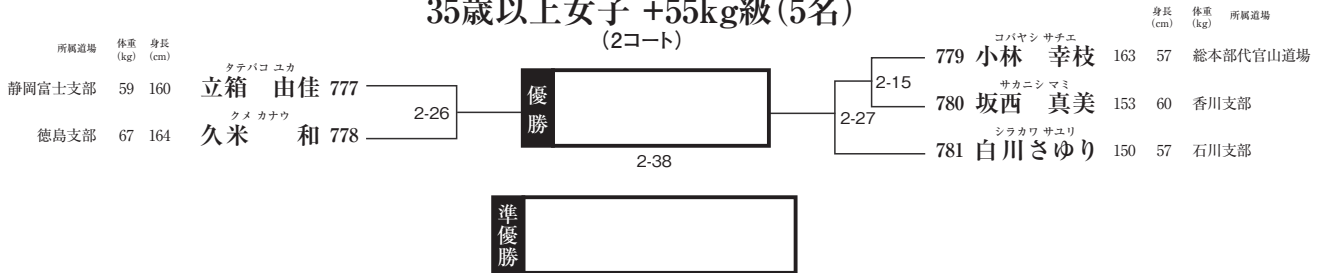 35歳以上女子 +55kg級(5名)
(2コート)
所属道場 体重(kg) 身長(cm)
身長(cm) 体重(kg) 所属道場
タテバコ ユカ
静岡富士支部 59 160 立箱 由佳 777
クメ カナウ
徳島支部 67 164 久米 和 778
2-26
優勝
2-38
コバヤシ サチエ
779 小林 幸枝 163 57 総本部代官山道場
2-15
サカニシ マミ
780 坂西 真美 153 60 香川支部
2-27
シラカワ サユリ
781 白川さゆり 150 57 石川支部
準優勝